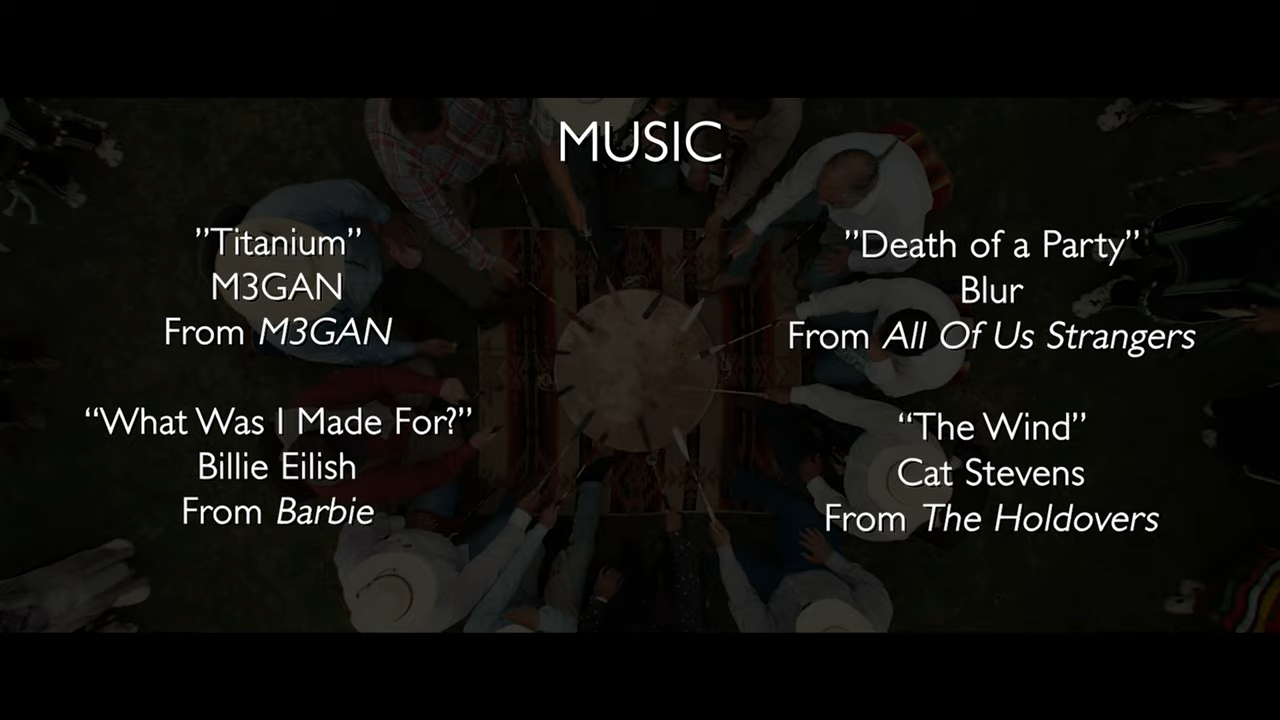 MUSIC
”Titanium”
M3GAN
From M3GAN
“What Was I Made For?”
Billie Eilish
From Barbie
”Death of a Party”
Blur
From All Of Us Strangers
“The Wind”
Cat Stevens
From The Holdovers